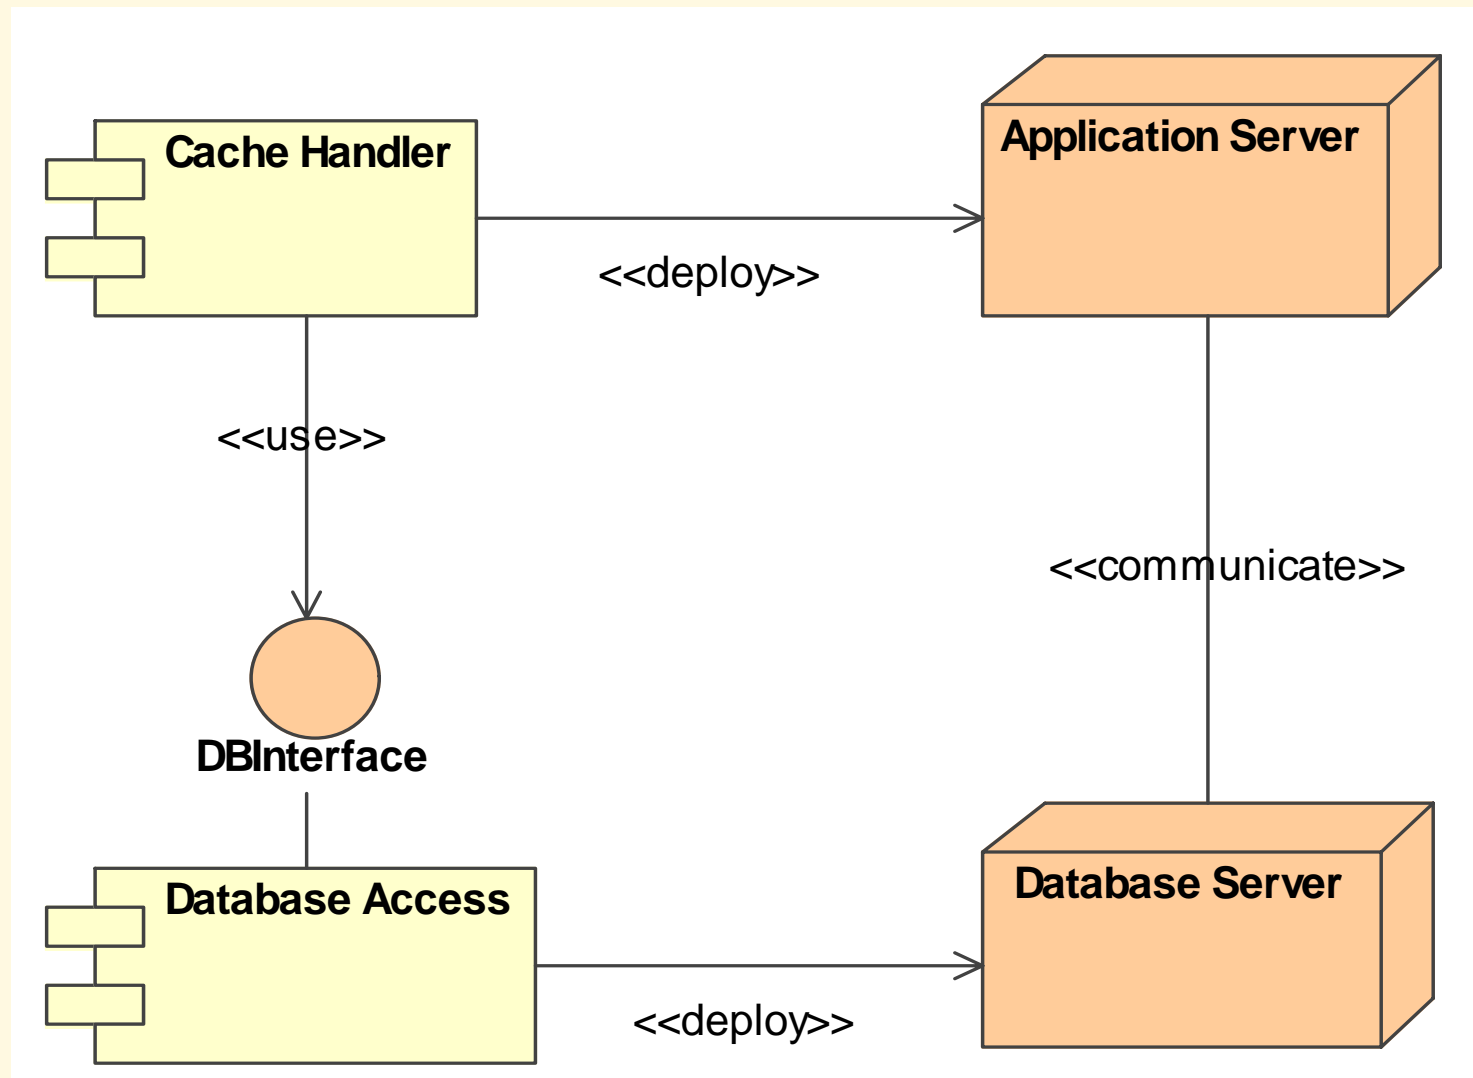 Cache Handler
Application Server
<<deploy>>
<<use>>
<<communicate>>
DBInterface
Database Access
Database Server
<<deploy>>